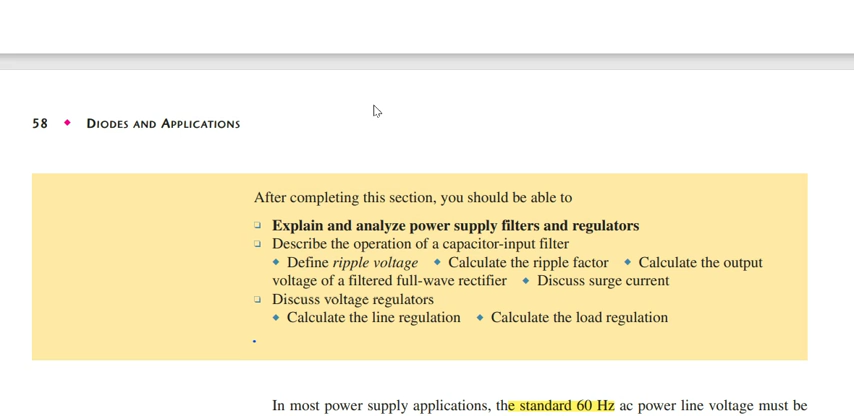 58 ◆ DIODES AND APPLICATIONS
After completing this section, you should be able to
❏ Explain and analyze power supply filters and regulators
❏ Describe the operation of a capacitor-input filter
◆ Define ripple voltage ◆ Calculate the ripple factor ◆ Calculate the output
voltage of a filtered full-wave rectifier ◆ Discuss surge current
❏ Discuss voltage regulators
◆ Calculate the line regulation ◆ Calculate the load regulation
In most power supply applications, the standard 60 Hz ac power line voltage must be